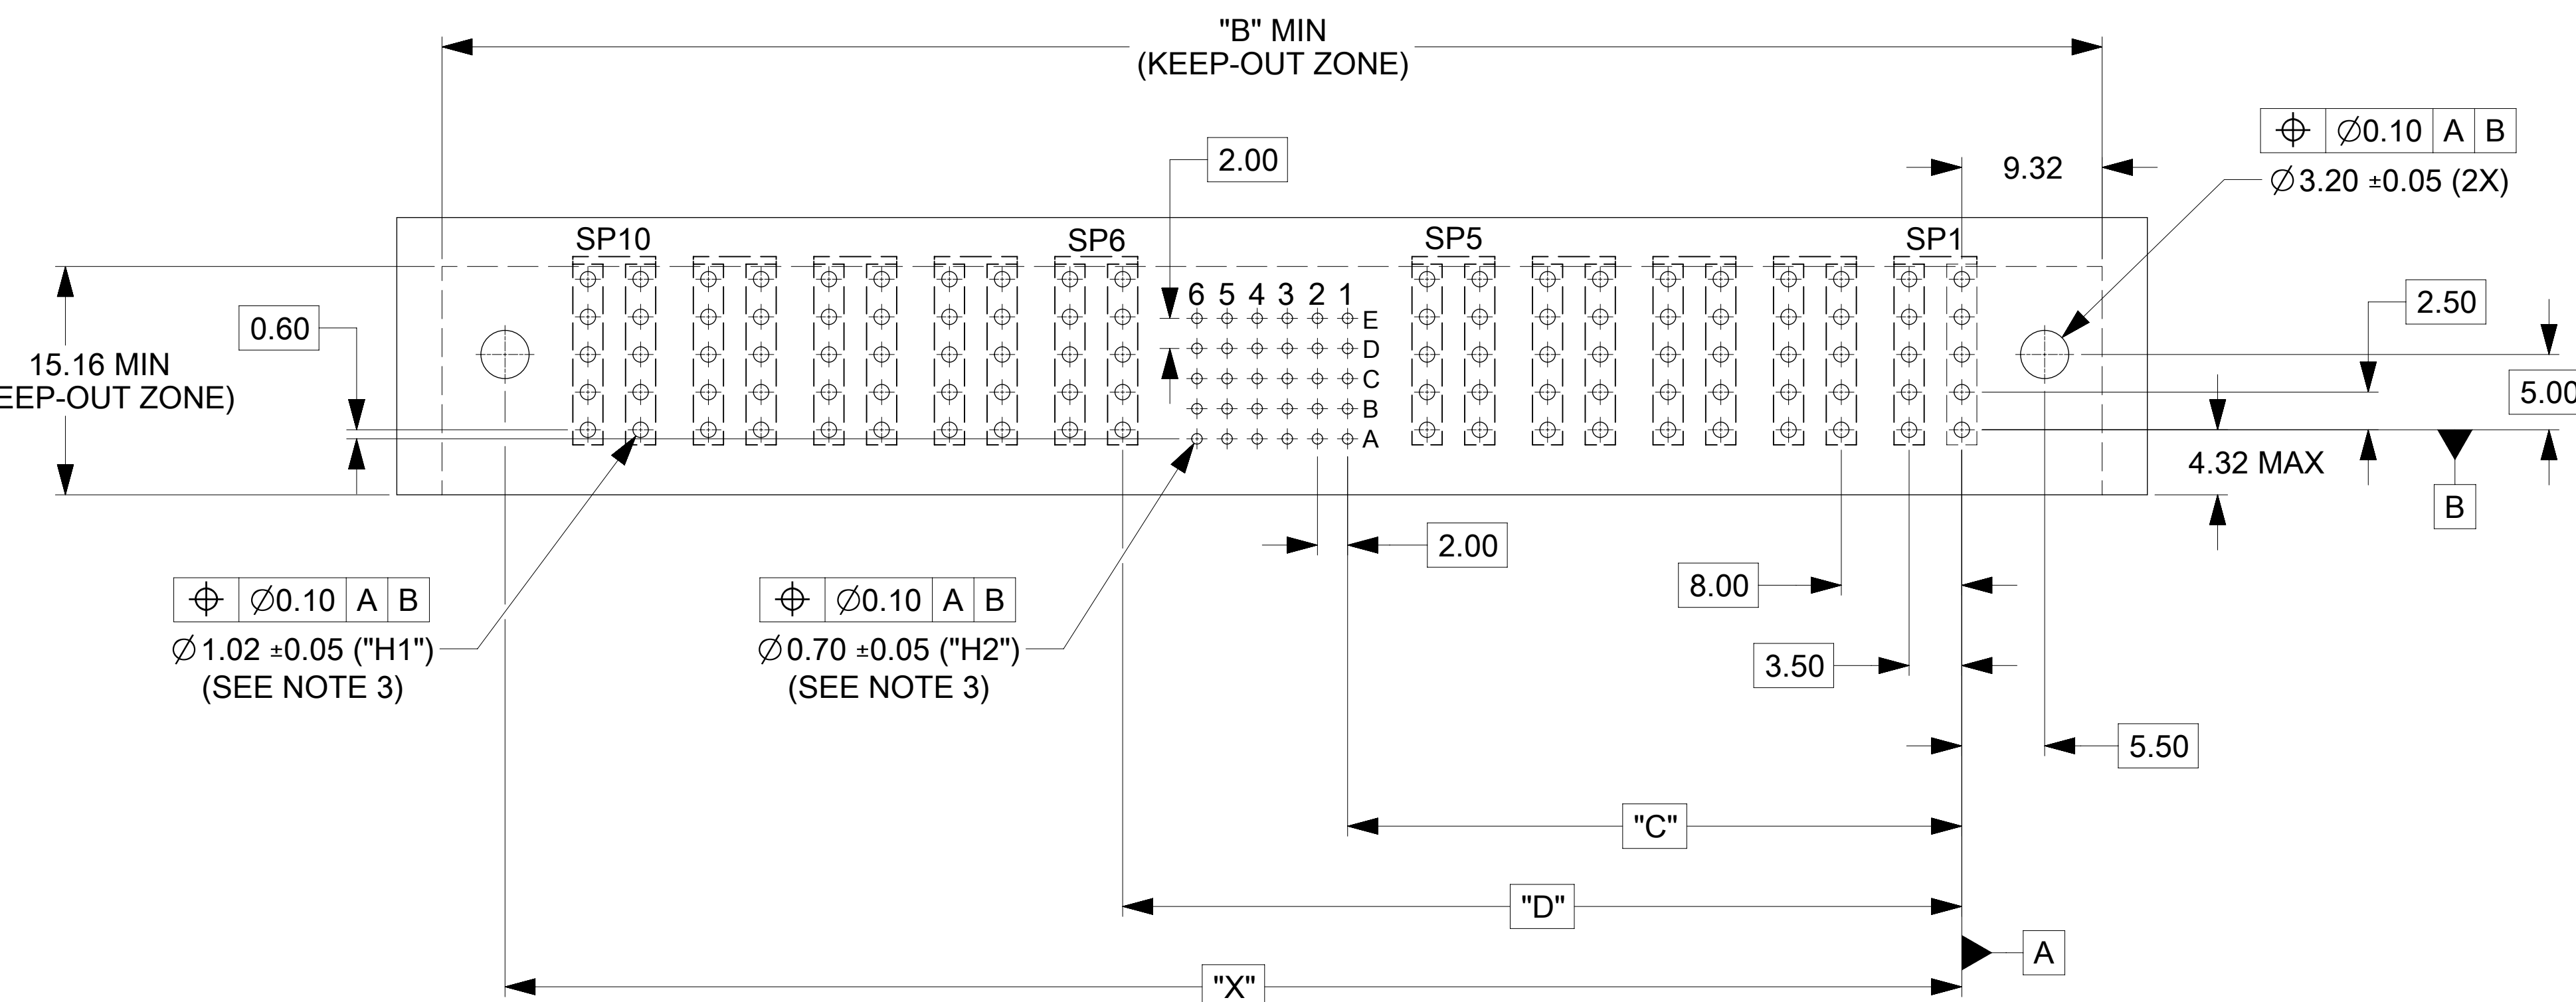 "B" MIN
(KEEP-OUT ZONE)
⌖ ∅0.10 A B
∅3.20 ±0.05 (2X)
2.00
9.32
SP10
SP6
SP5
SP1
6 5 4 3 2 1
E
D
C
B
A
0.60
15.16 MIN
EEP-OUT ZONE)
2.50
5.00
4.32 MAX
B
2.00
8.00
3.50
5.50
⌖ ∅0.10 A B
∅1.02 ±0.05 ("H1")
(SEE NOTE 3)
⌖ ∅0.10 A B
∅0.70 ±0.05 ("H2")
(SEE NOTE 3)
"C"
"D"
A
"X"